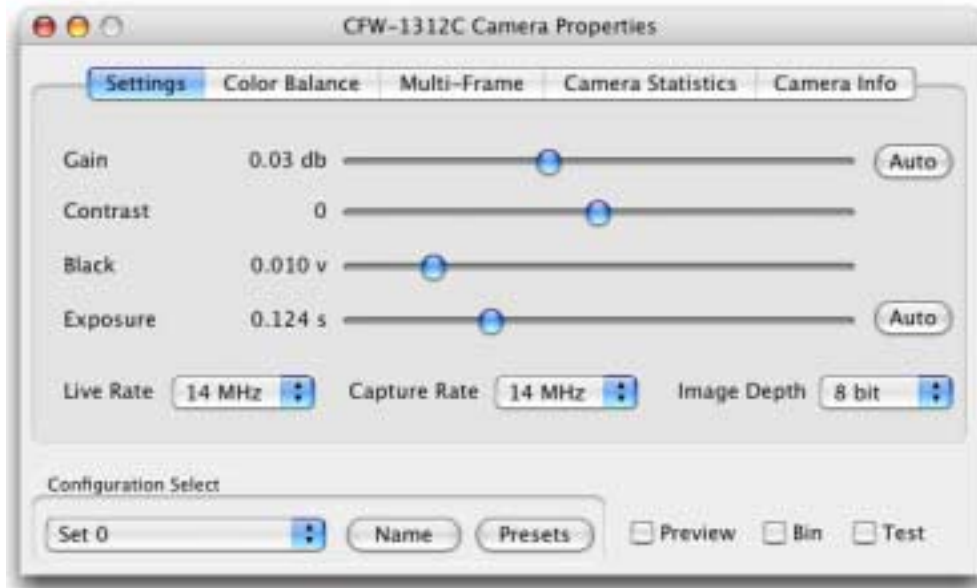 CFW-1312C Camera Properties
Settings Color Balance Multi-Frame Camera Statistics Camera Info
Gain 0.03 db Auto
Contrast 0
Black 0.010 v
Exposure 0.124 s Auto
Live Rate 14 MHz Capture Rate 14 MHz Image Depth 8 bit
Configuration Select
Set 0 Name Presets Preview Bin Test